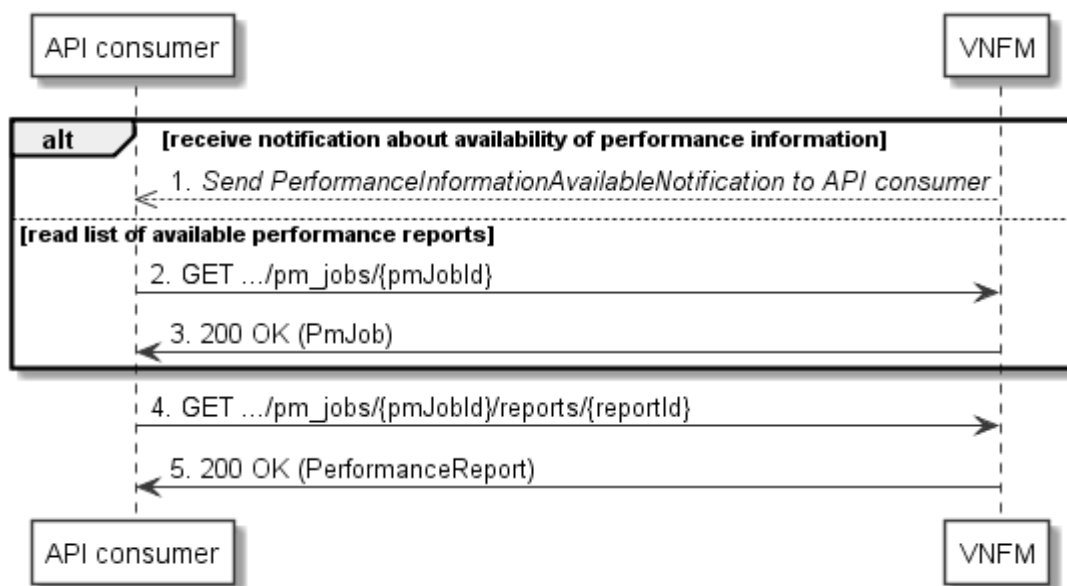 API consumer
VNFM
alt
[receive notification about availability of performance information]
1. Send PerformanceInformationAvailableNotification to API consumer
[read list of available performance reports]
2. GET .../pm_jobs/{pmJobId}
3. 200 OK (PmJob)
4. GET .../pm_jobs/{pmJobId}/reports/{reportId}
5. 200 OK (PerformanceReport)
API consumer
VNFM